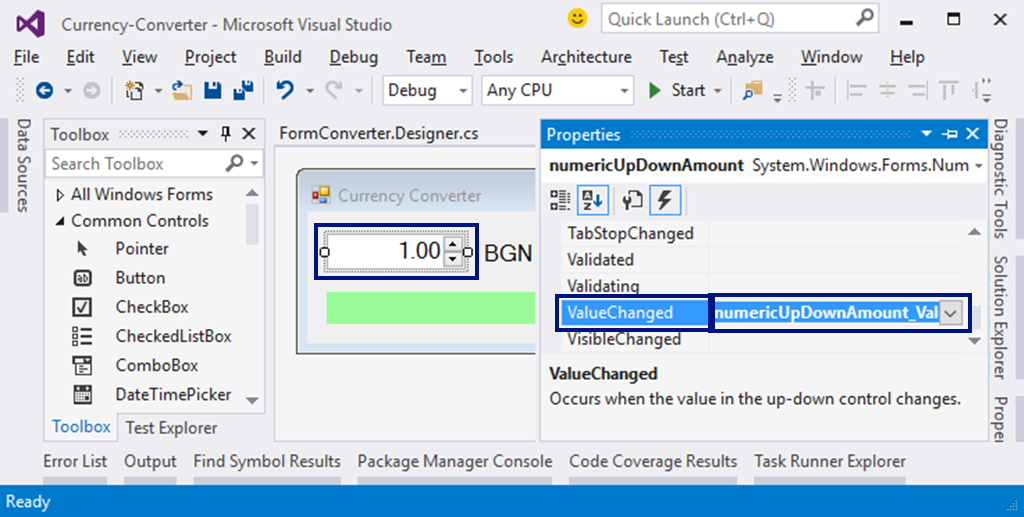 Currency-Converter - Microsoft Visual Studio
Quick Launch (Ctrl+Q)
File Edit View Project Build Debug Team Tools Architecture Test Analyze Window Help
Debug Any CPU Start
Data Sources
Toolbox
Search Toolbox
All Windows Forms
Common Controls
Pointer
Button
CheckBox
CheckedListBox
ComboBox
DateTimePicker
Toolbox Test Explorer
FormConverter.Designer.cs
Currency Converter
1.00 BGN
Properties
numericUpDownAmount System.Windows.Forms.Num
TabStopChanged
Validated
Validating
ValueChanged numericUpDownAmount_Val
VisibleChanged
ValueChanged
Occurs when the value in the up-down control changes.
Diagnostic Tools
Solution Explorer
Proper
Error List Output Find Symbol Results Package Manager Console Code Coverage Results Task Runner Explorer
Ready